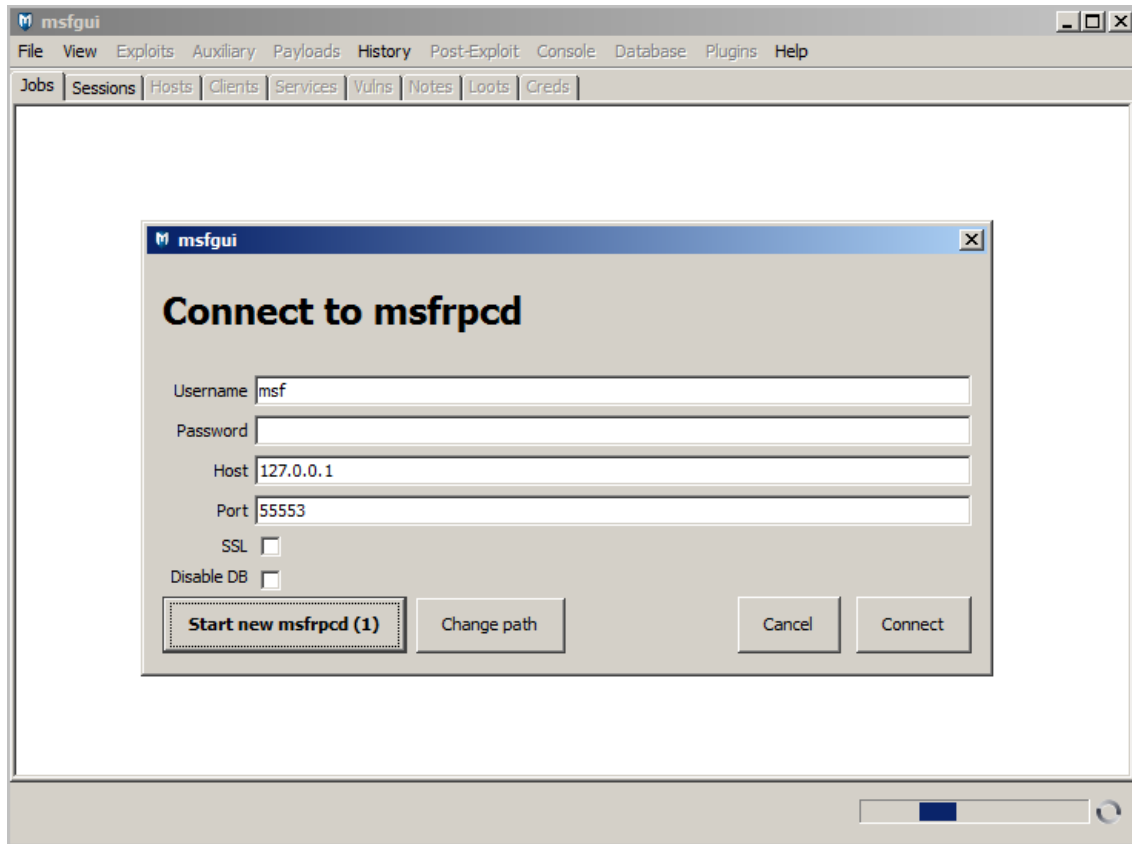 msfgui
File View Exploits Auxiliary Payloads History Post-Exploit Console Database Plugins Help
Jobs Sessions Hosts Clients Services Vulns Notes Loots Creds
msfgui
Connect to msfrpcd
Username msf
Password
Host 127.0.0.1
Port 55553
SSL
Disable DB
Start new msfrpcd (1) Change path Cancel Connect